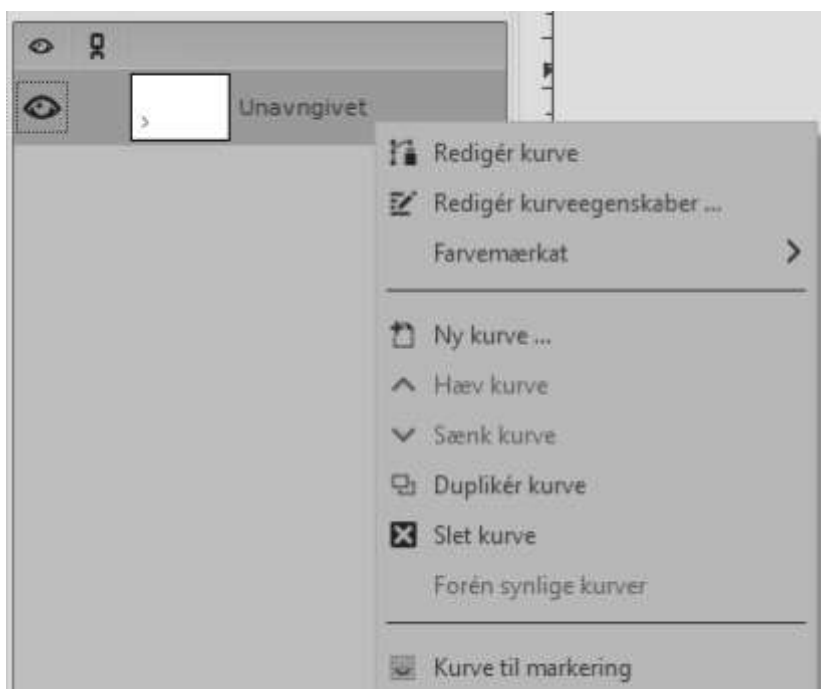 Unavngivet
Redigér kurve
Redigér kurveegenskaber ...
Farvemærkat
Ny kurve ...
Hæv kurve
Sænk kurve
Duplikér kurve
Slet kurve
Forén synlige kurver
Kurve til markering